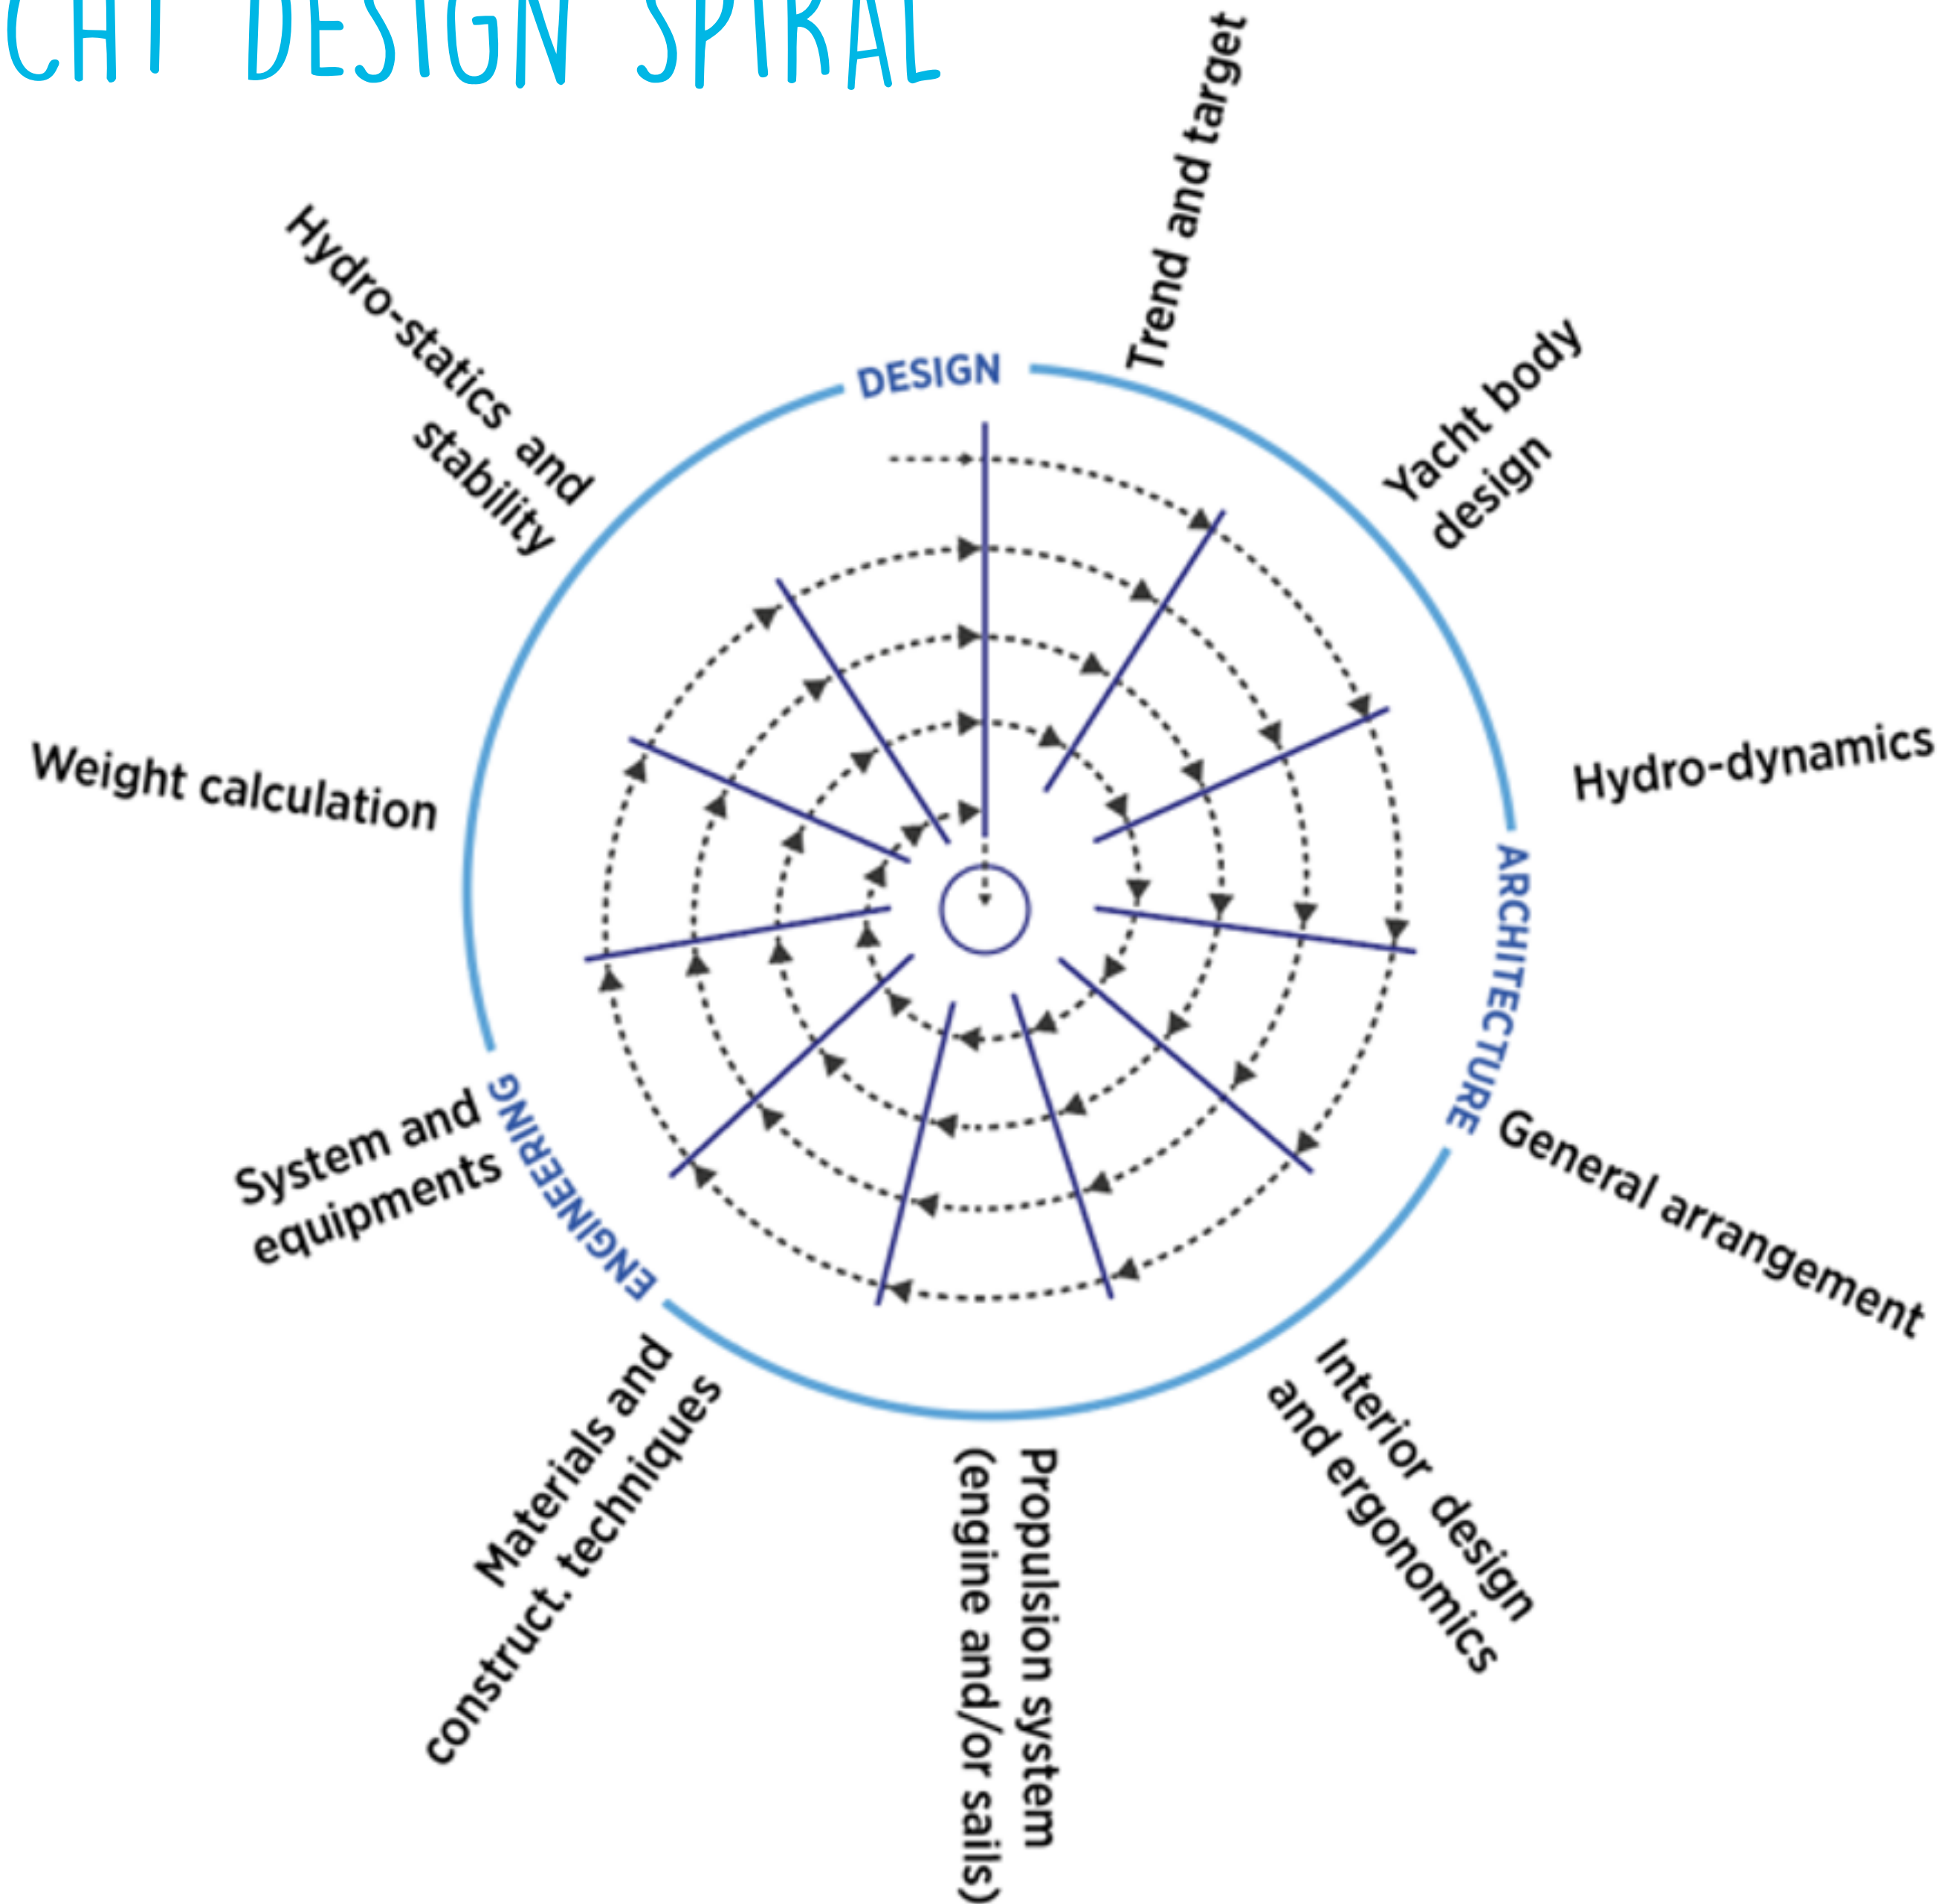 CHT DESIGN SPIRAL
Trend and target
DESIGN
Yacht body
design
Hydro-dynamics
ARCHITECTURE
General arrangement
Interior design
and ergonomics
Propulsion system
(engine and/or sails)
Materials and
construct. techniques
ENGINEERING
System and
equipments
Weight calculation
Hydro-statics and
stability